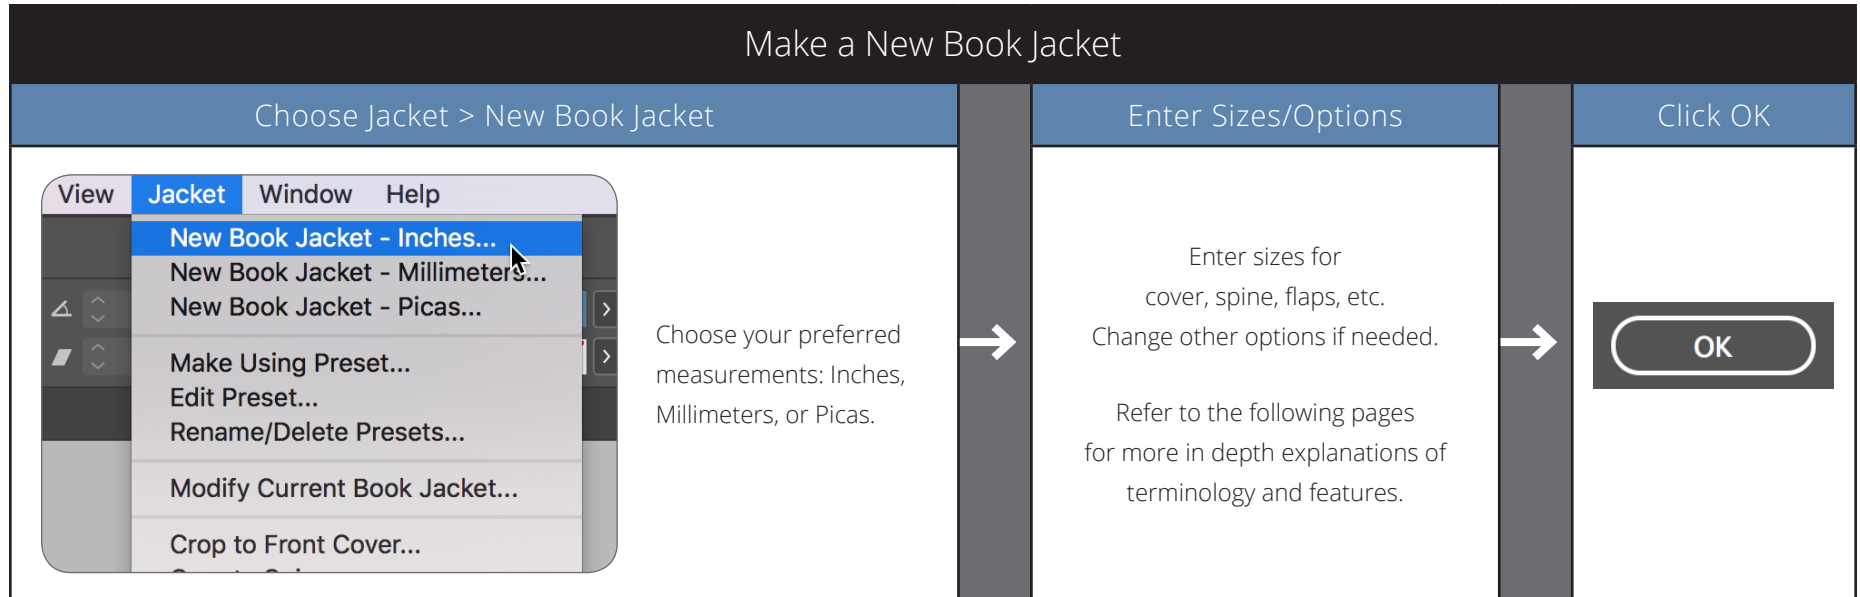 Make a New Book Jacket
Choose Jacket > New Book Jacket
View Jacket Window Help
New Book Jacket - Inches...
New Book Jacket - Millimeters...
New Book Jacket - Picas...
Make Using Preset...
Edit Preset...
Rename/Delete Presets...
Modify Current Book Jacket...
Crop to Front Cover...
Choose your preferred
measurements: Inches,
Millimeters, or Picas.
Enter Sizes/Options
Enter sizes for
cover, spine, flaps, etc.
Change other options if needed.
Refer to the following pages
for more in depth explanations of
terminology and features.
Click OK
OK